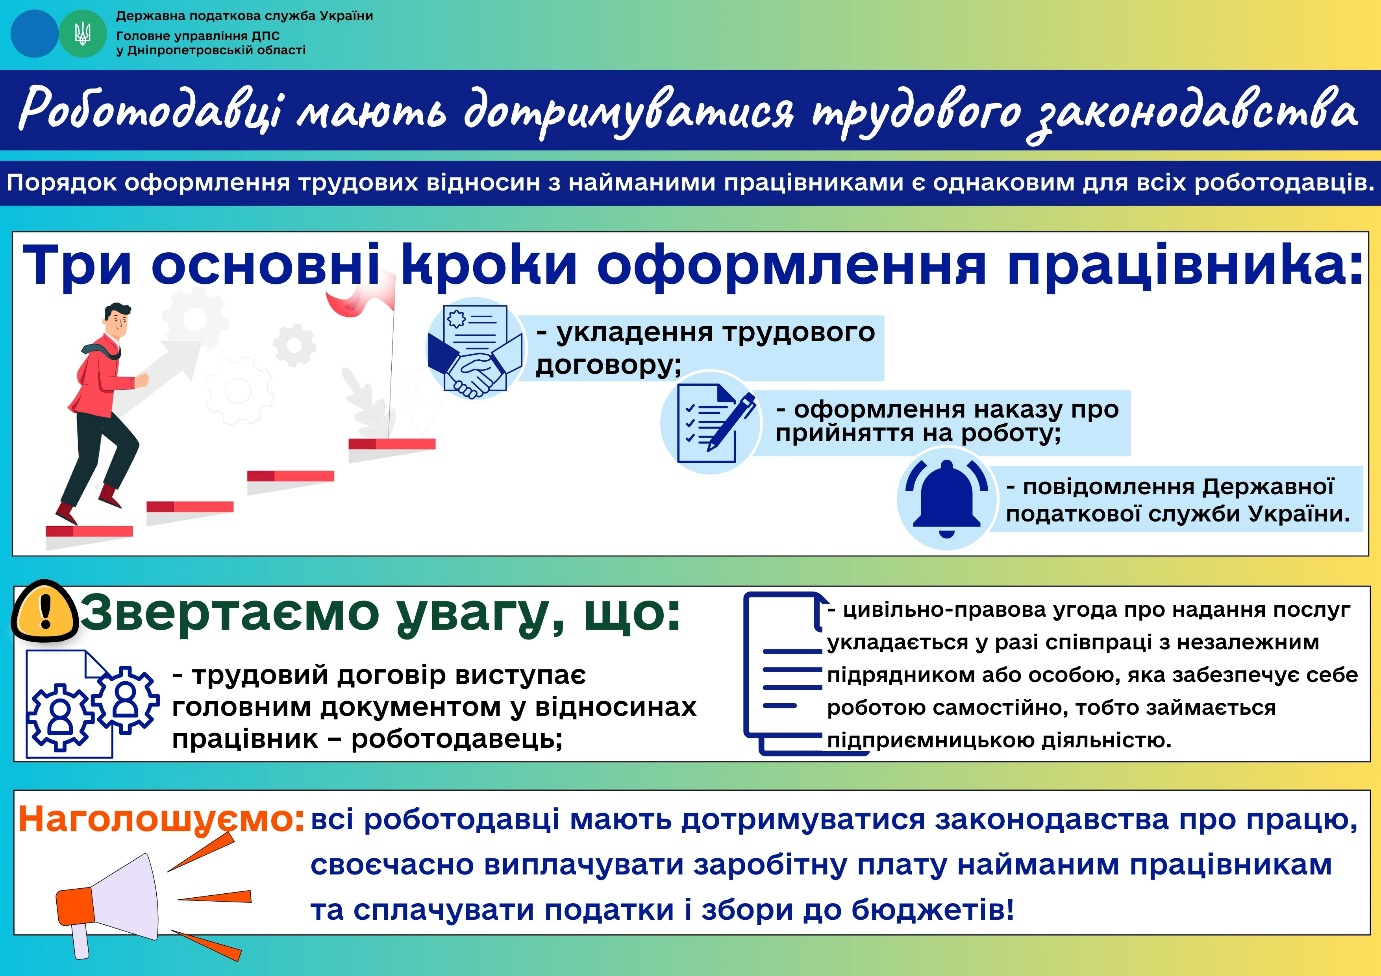 Державна податкова служба України
Головне управління ДПС
у Дніпропетровській області
Роботодавці мають дотримуватися трудового законодавства
Порядок оформлення трудових відносин з найманими працівниками є однаковим для всіх роботодавців.
Три основні кроки оформлення працівника:
- укладення трудового
договору;
- оформлення наказу про
прийняття на роботу;
- повідомлення Державної
податкової служби України.
Звертаємо увагу, що:
- трудовий договір виступає
головним документом у відносинах
працівник – роботодавець;
- цивільно-правова угода про надання послуг
укладається у разі співпраці з незалежним
підрядником або особою, яка забезпечує себе
роботою самостійно, тобто займається
підприємницькою діяльністю.
Наголошуємо: всі роботодавці мають дотримуватися законодавства про працю,
своєчасно виплачувати заробітну плату найманим працівникам
та сплачувати податки і збори до бюджетів!